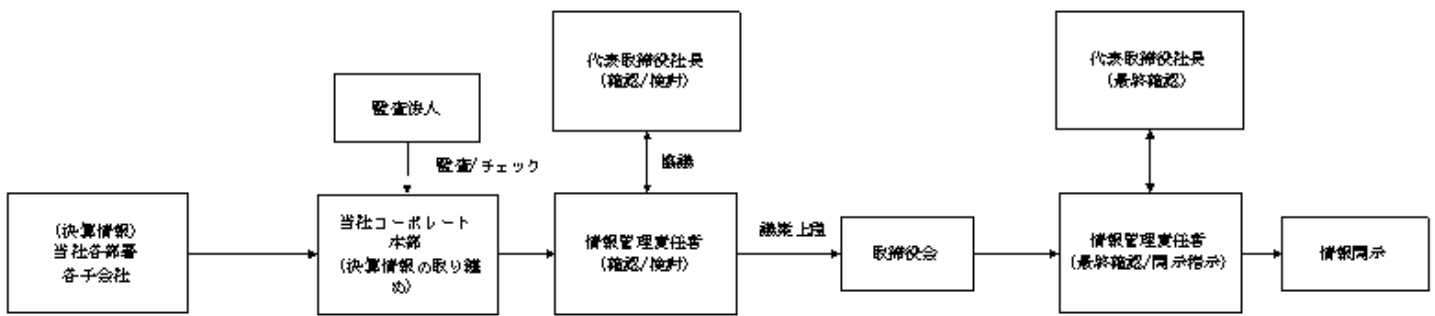 代表取締役社長
(確認/検討)
代表取締役社長
(最終確認)
監査法人
監査/チェック
協議
(決算情報)
当社各部署
各子会社
当社コーポレート
本部
(決算情報の取り纏
め)
情報管理責任者
(確認/検討)
議案上程
取締役会
情報管理責任者
(最終確認/開示指示)
情報開示